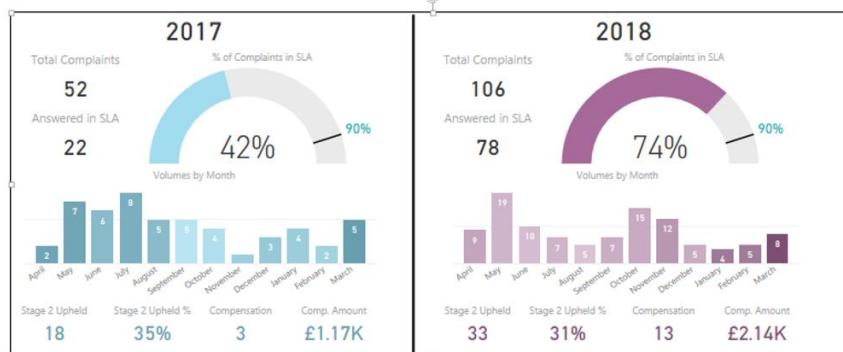 2017
Total Complaints
52
Answered in SLA
22
% of Complaints in SLA
90%
42%
Volumes by Month
2 7 6 8 5 5 4 3 4 2 5
April May June July August September October November December January February March
Stage 2 Upheld Stage 2 Upheld % Compensation Comp. Amount
18 35% 3 £1.17K
2018
Total Complaints
106
Answered in SLA
78
% of Complaints in SLA
90%
74%
Volumes by Month
9 19 10 7 5 7 15 12 5 4 5 8
April May June July August September October November December January February March
Stage 2 Upheld Stage 2 Upheld % Compensation Comp. Amount
33 31% 13 £2.14K